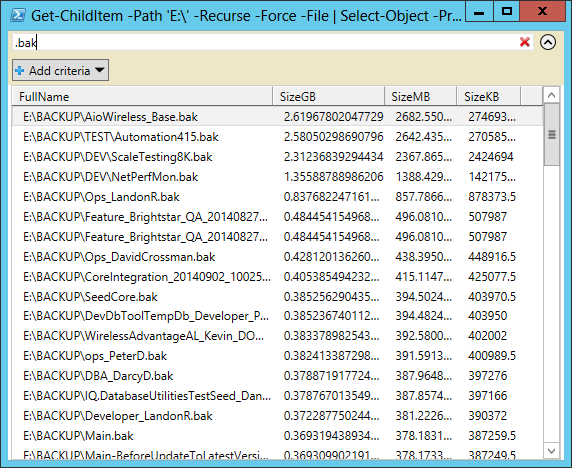 Get-ChildItem -Path 'E:\' -Recurse -Force -File | Select-Object -Pr...
.bak
Add criteria
FullName SizeGB SizeMB SizeKB
E:\BACKUP\AioWireless_Base.bak 2.61967802047729 2682.550... 274693...
E:\BACKUP\TEST\Automation415.bak 2.58050298690796 2642.435... 270585...
E:\BACKUP\DEV\ScaleTesting8K.bak 2.31236839294434 2367.865... 2424694
E:\BACKUP\DEV\NetPerfMon.bak 1.35588788986206 1388.429... 142175...
E:\BACKUP\Ops_LandonR.bak 0.837682247161... 857.7866... 878373.5
E:\BACKUP\Feature_Brightstar_QA_20140827... 0.484454154968... 496.0810... 507987
E:\BACKUP\Feature_Brightstar_QA_20140827... 0.484454154968... 496.0810... 507987
E:\BACKUP\Ops_DavidCrossman.bak 0.428120136260... 438.3950... 448916.5
E:\BACKUP\CoreIntegration_20140902_10025... 0.405385494232... 415.1147... 425077.5
E:\BACKUP\SeedCore.bak 0.385256290435... 394.5024... 403970.5
E:\BACKUP\DevDbToolTempDb_Developer_P... 0.385236740112... 394.4824... 403950
E:\BACKUP\WirelessAdvantageAL_Kevin_DO... 0.383378982543... 392.5800... 402002
E:\BACKUP\ops_PeterD.bak 0.382413387298... 391.5913... 400989.5
E:\BACKUP\DBA_DarcyD.bak 0.378871917724... 387.9648... 397276
E:\BACKUP\IQ.DatabaseUtilitiesTestSeed_Dan... 0.378767013549... 387.8574... 397166
E:\BACKUP\Developer_LandonR.bak 0.372287750244... 381.2226... 390372
E:\BACKUP\Main.bak 0.369319438934... 378.1831... 387259.5
E:\BACKUP\Main-BeforeUpdateToLatestVersi... 0.369309902191... 378.1733... 387249.5